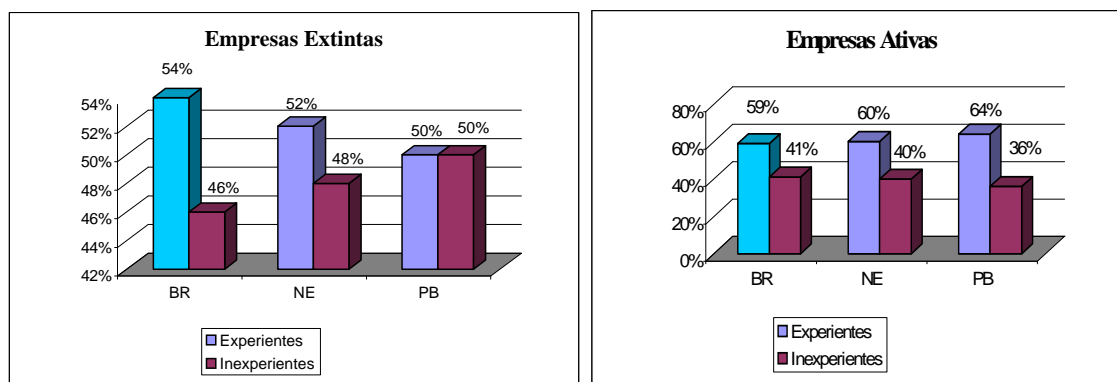 Empresas Extintas
54%
52%
50%
50%
48%
46%
54%
52%
50%
48%
46%
44%
42%
BR
NE
PB
Experientes
Inexperientes
Empresas Ativas
59%
60%
64%
41%
40%
36%
80%
60%
40%
20%
0%
BR
NE
PB
Experientes
Inexperientes